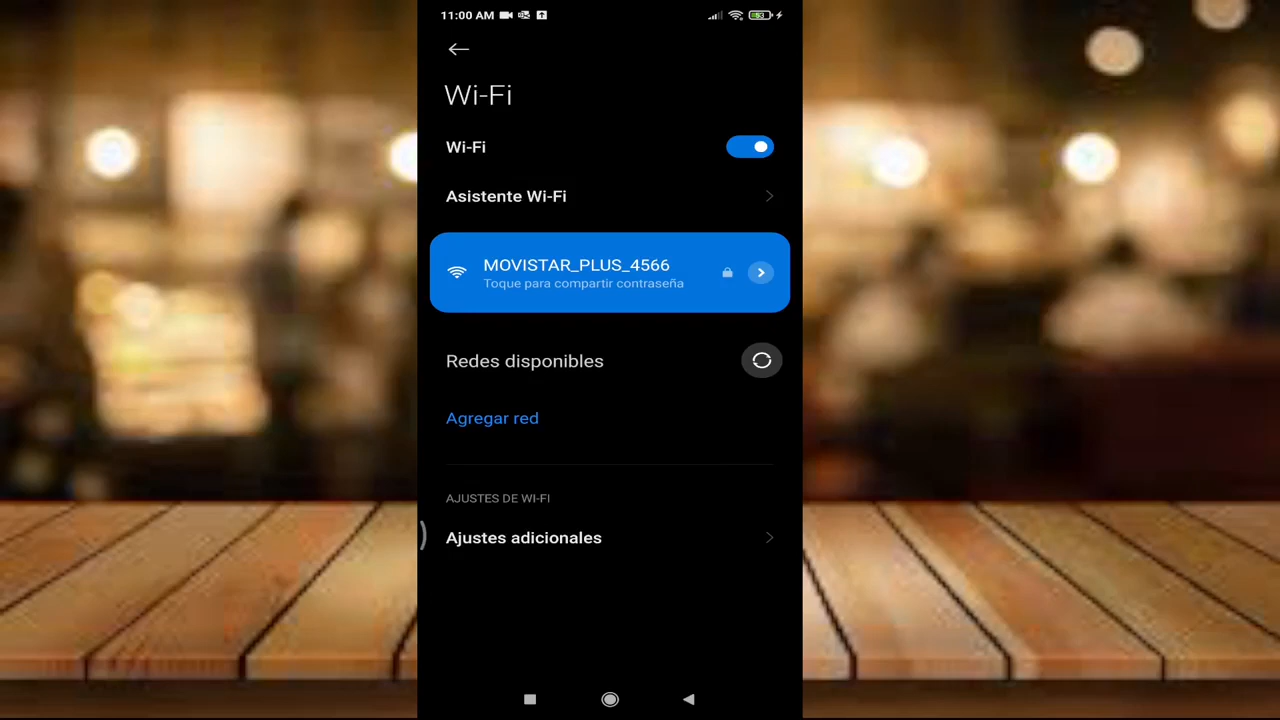 11:00 AM
53
Wi-Fi
Wi-Fi
Asistente Wi-Fi
MOVISTAR_PLUS_4566
Toque para compartir contraseña
Redes disponibles
Agregar red
AJUSTES DE WI-FI
Ajustes adicionales